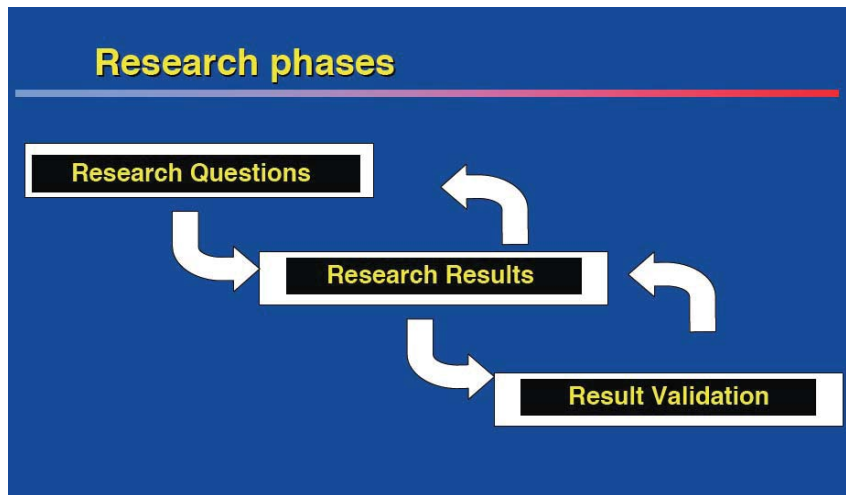 Research phases
Research Questions
Research Results
Result Validation